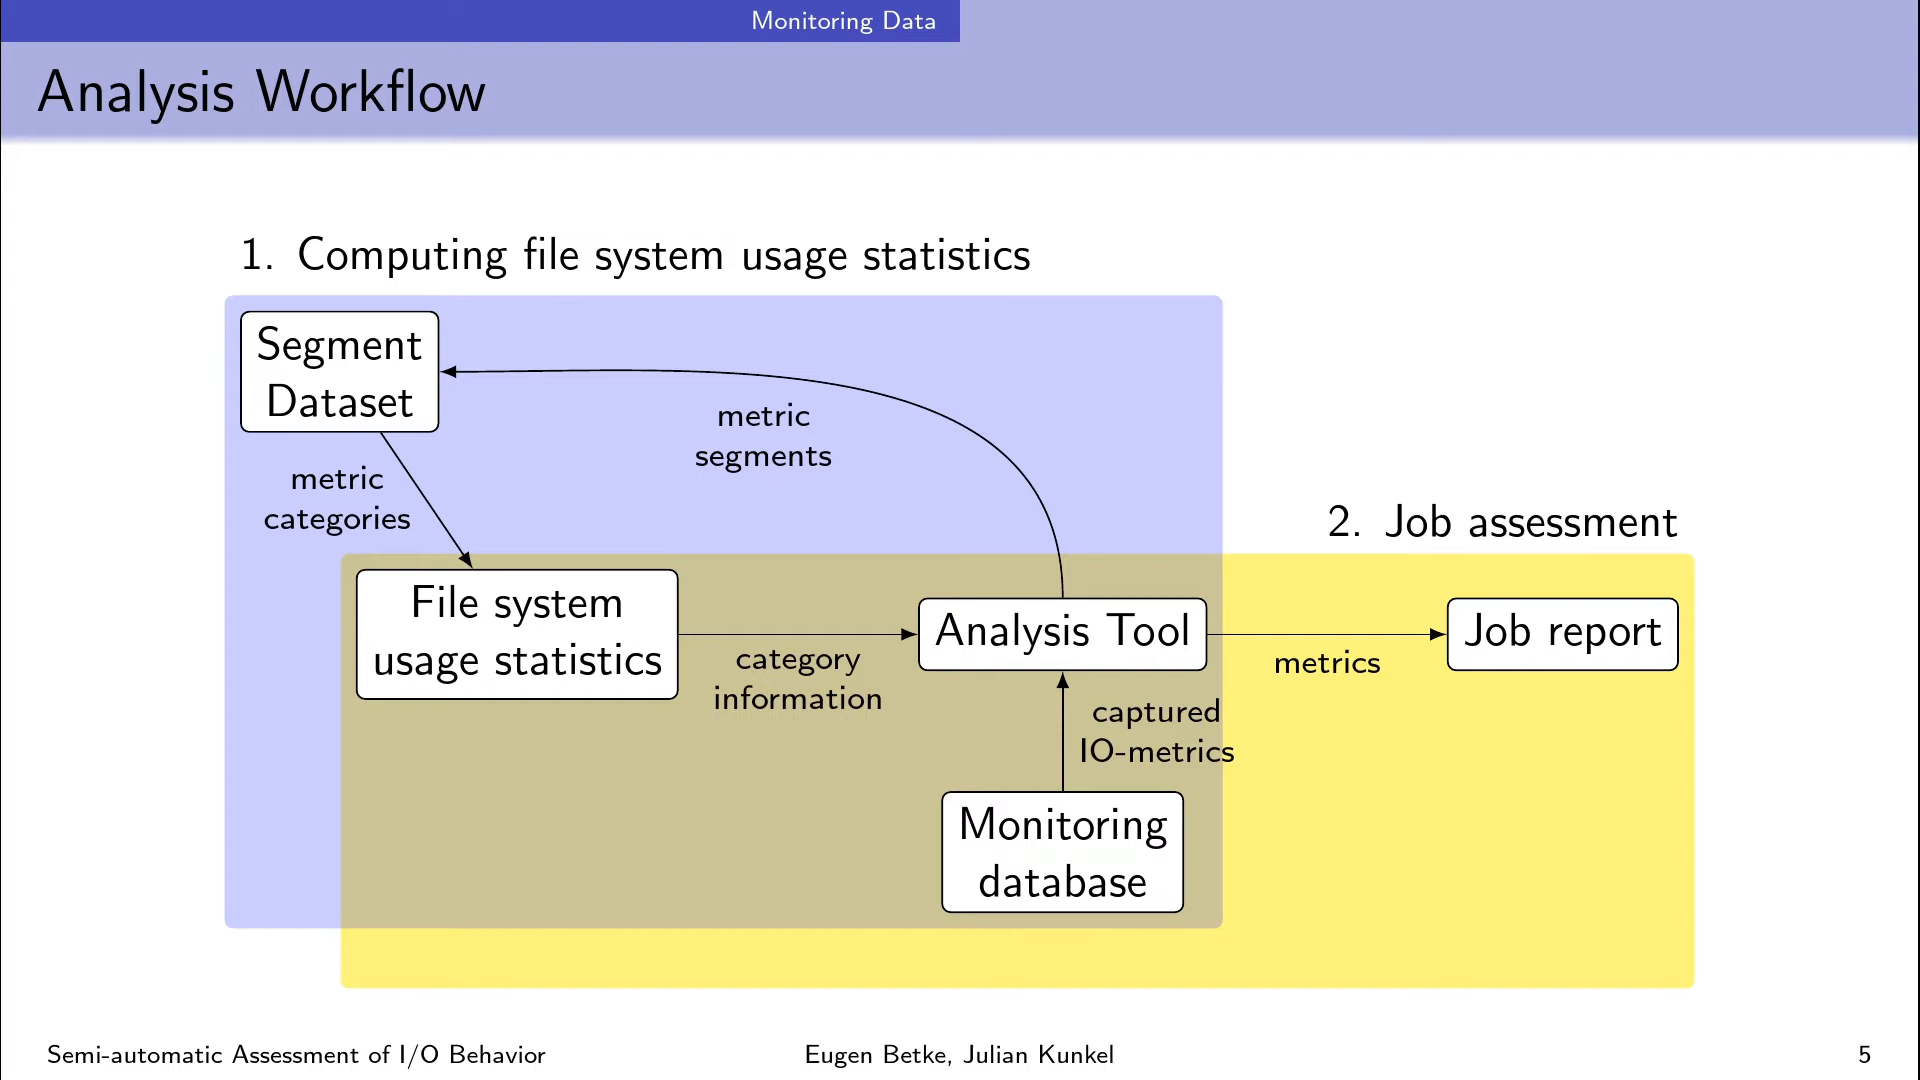 Monitoring Data
Analysis Workflow
1. Computing file system usage statistics
Segment
Dataset
metric
segments
metric
categories
2. Job assessment
File system
usage statistics
category
information
Analysis Tool
metrics
Job report
captured
IO-metrics
Monitoring
database
Semi-automatic Assessment of I/O Behavior
Eugen Betke, Julian Kunkel
5